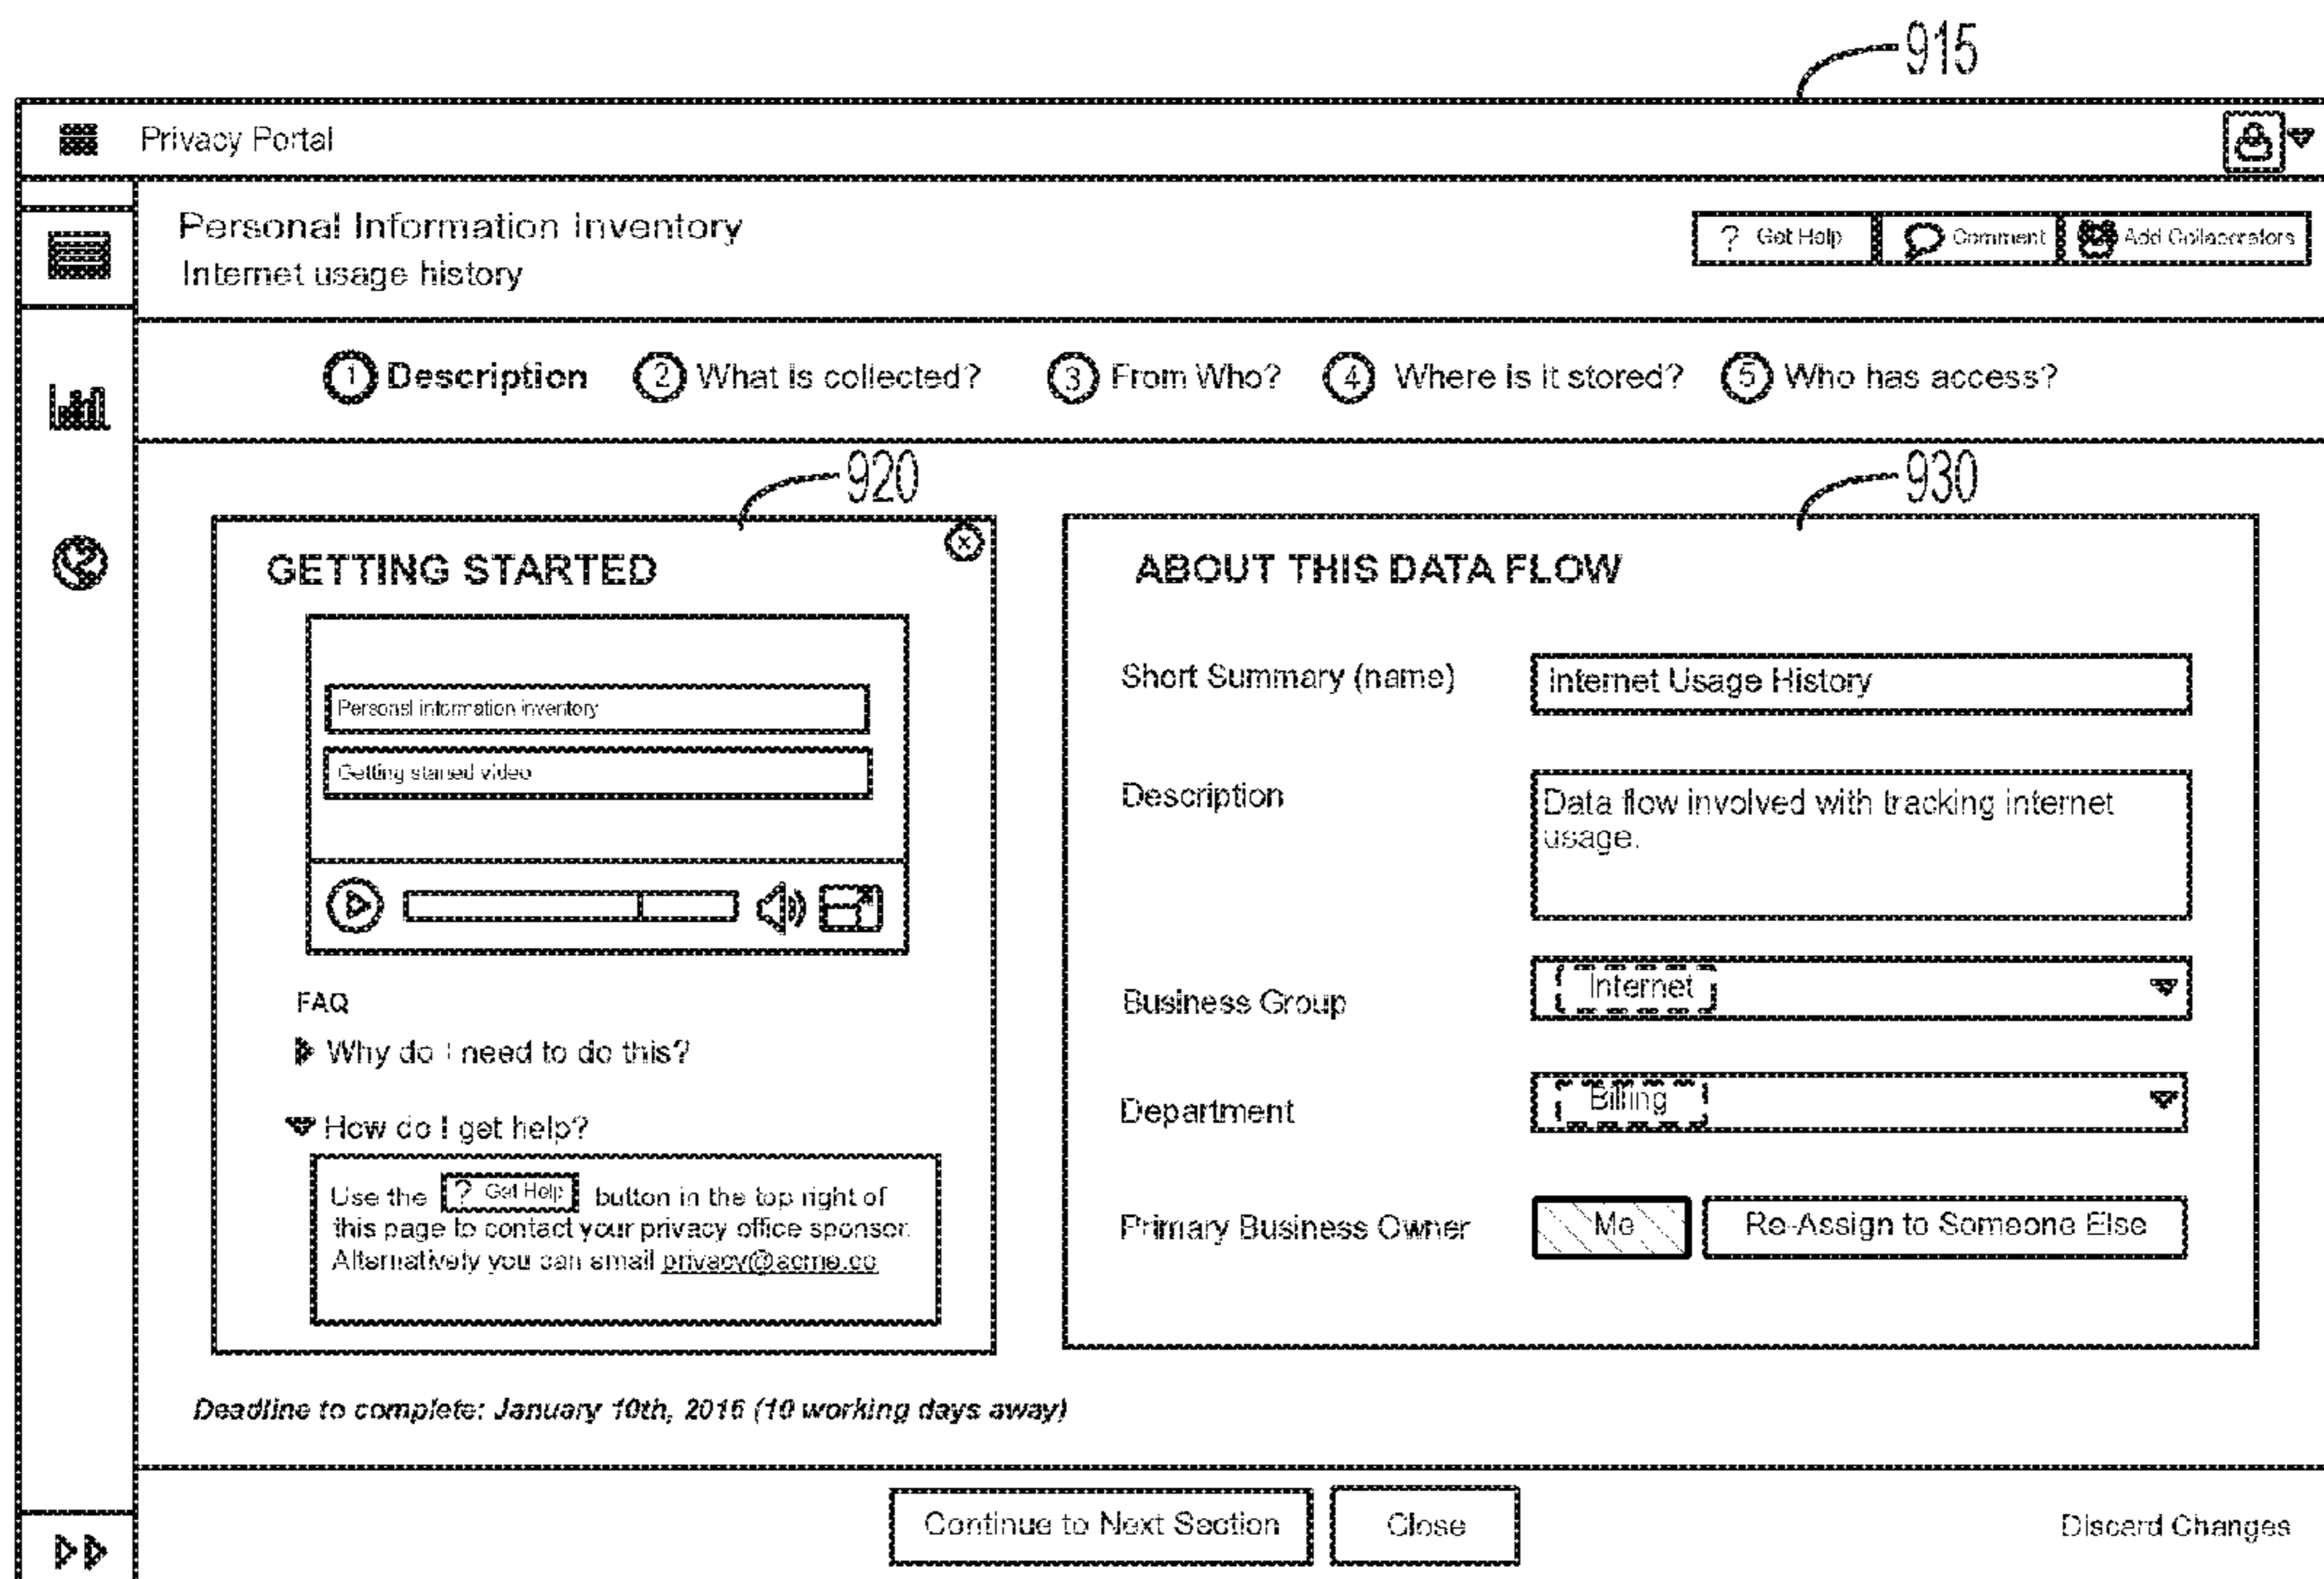 915
Privacy Portal
Personal Information Inventory
Internet usage history
? Get Help Comment Add Collaborators
1 Description 2 What is collected? 3 From Who? 4 Where is it stored? 5 Who has access?
920
GETTING STARTED
Personal information inventory
Getting started video
FAQ
Why do I need to do this?
How do I get help?
Use the ? Get Help button in the top right of
this page to contact your privacy office sponsor.
Alternatively you can email privacy@acme.co
930
ABOUT THIS DATA FLOW
Short Summary (name) Internet Usage History
Description Data flow involved with tracking internet
usage.
Business Group Internet
Department Billing
Primary Business Owner Me Re-Assign to Someone Else
Deadline to complete: January 10th, 2016 (10 working days away)
Continue to Next Section Close Discard Changes